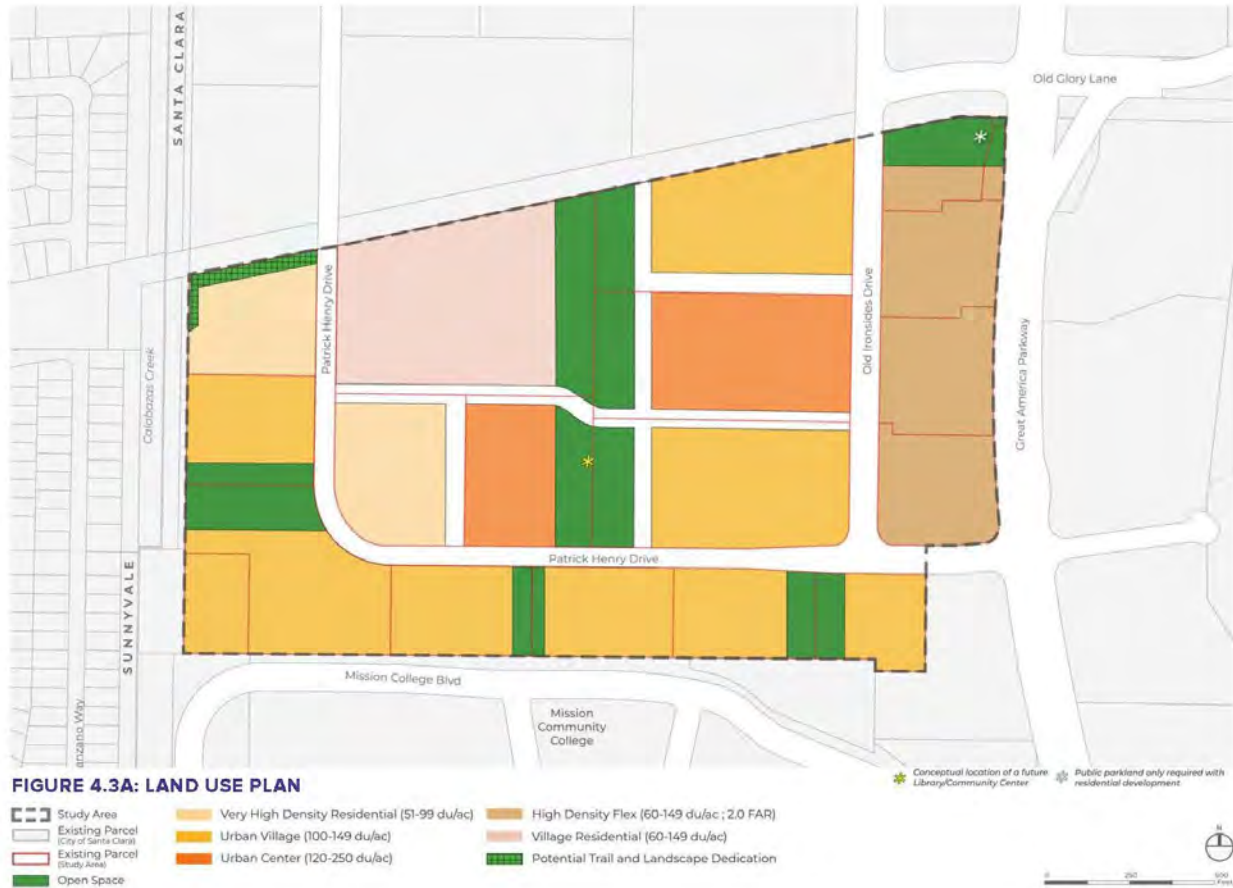 Old Glory Lane
SANTA CLARA
Patrick Henry Drive
Old Ironsides Drive
Great America Parkway
Calabazas Creek
Patrick Henry Drive
SUNNYVALE
Mission College Blvd
Mission
Community
College
anzano Way
FIGURE 4.3A: LAND USE PLAN
Conceptual location of a future
Library/Community Center
Public parkland only required with
residential development
Study Area
Existing Parcel
(City of Santa Clara)
Existing Parcel
(Study Area)
Open Space
Very High Density Residential (51-99 du/ac)
Urban Village (100-149 du/ac)
Urban Center (120-250 du/ac)
High Density Flex (60-149 du/ac ; 2.0 FAR)
Village Residential (60-149 du/ac)
Potential Trail and Landscape Dedication
N
0 250 500
Feet